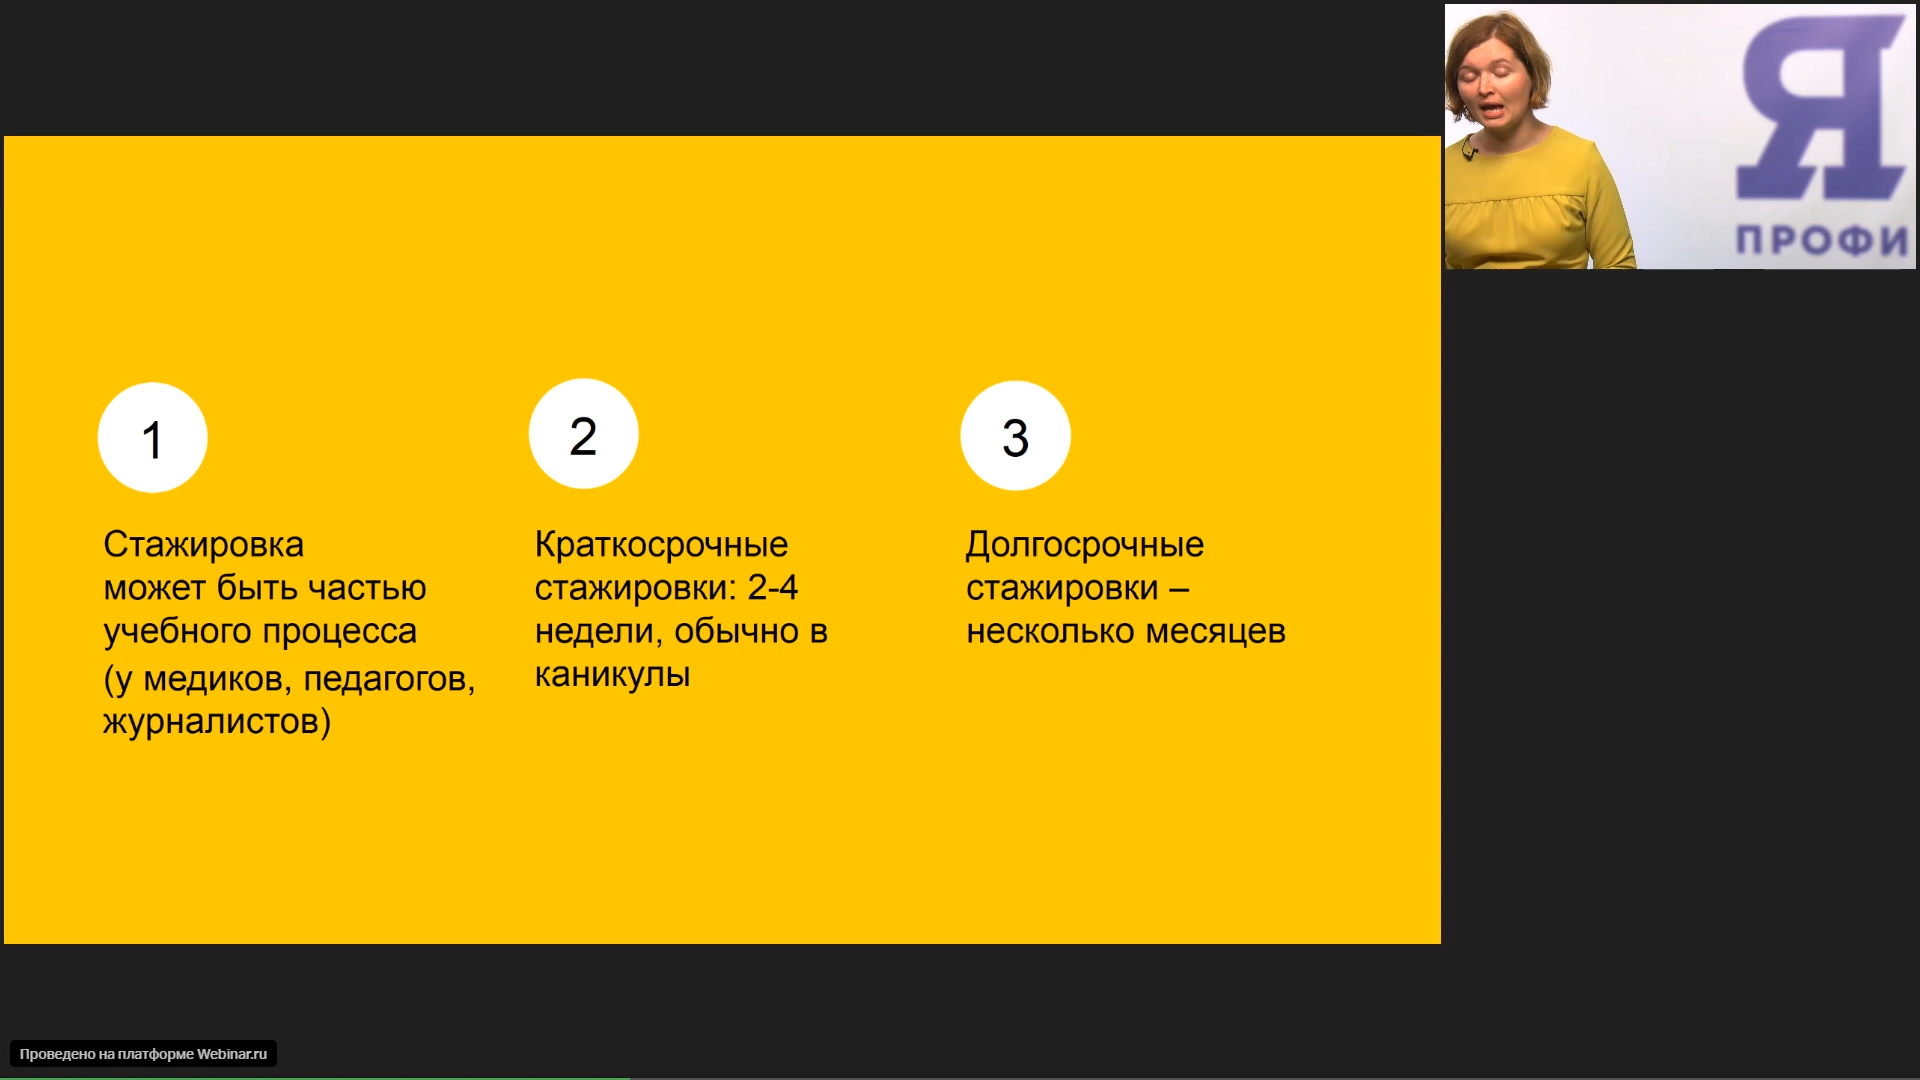 Я
ПРОФИ
1
Стажировка
может быть частью
учебного процесса
(у медиков, педагогов,
журналистов)
2
Краткосрочные
стажировки: 2-4
недели, обычно в
каникулы
3
Долгосрочные
стажировки –
несколько месяцев
Проведено на платформе Webinar.ru